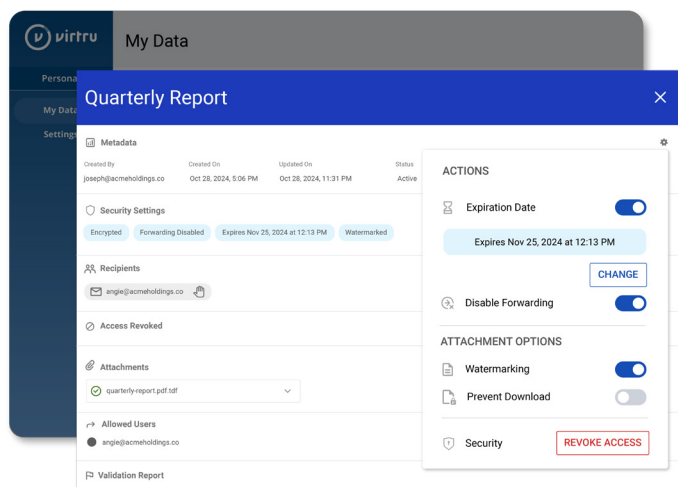 virtru
My Data
Persona
My Data
Settings
Quarterly Report
Metadata
Created By Created On Updated On Status
joseph@acmeholdings.co Oct 28, 2024, 5:06 PM Oct 28, 2024, 11:31 PM Active
Security Settings
Encrypted Forwarding Disabled Expires Nov 25, 2024 at 12:13 PM Watermarked
Recipients
angie@acmeholdings.co
Access Revoked
Attachments
quarterly-report.pdf.tdf
Allowed Users
angie@acmeholdings.co
Validation Report
ACTIONS
Expiration Date
Expires Nov 25, 2024 at 12:13 PM
CHANGE
Disable Forwarding
ATTACHMENT OPTIONS
Watermarking
Prevent Download
Security REVOKE ACCESS